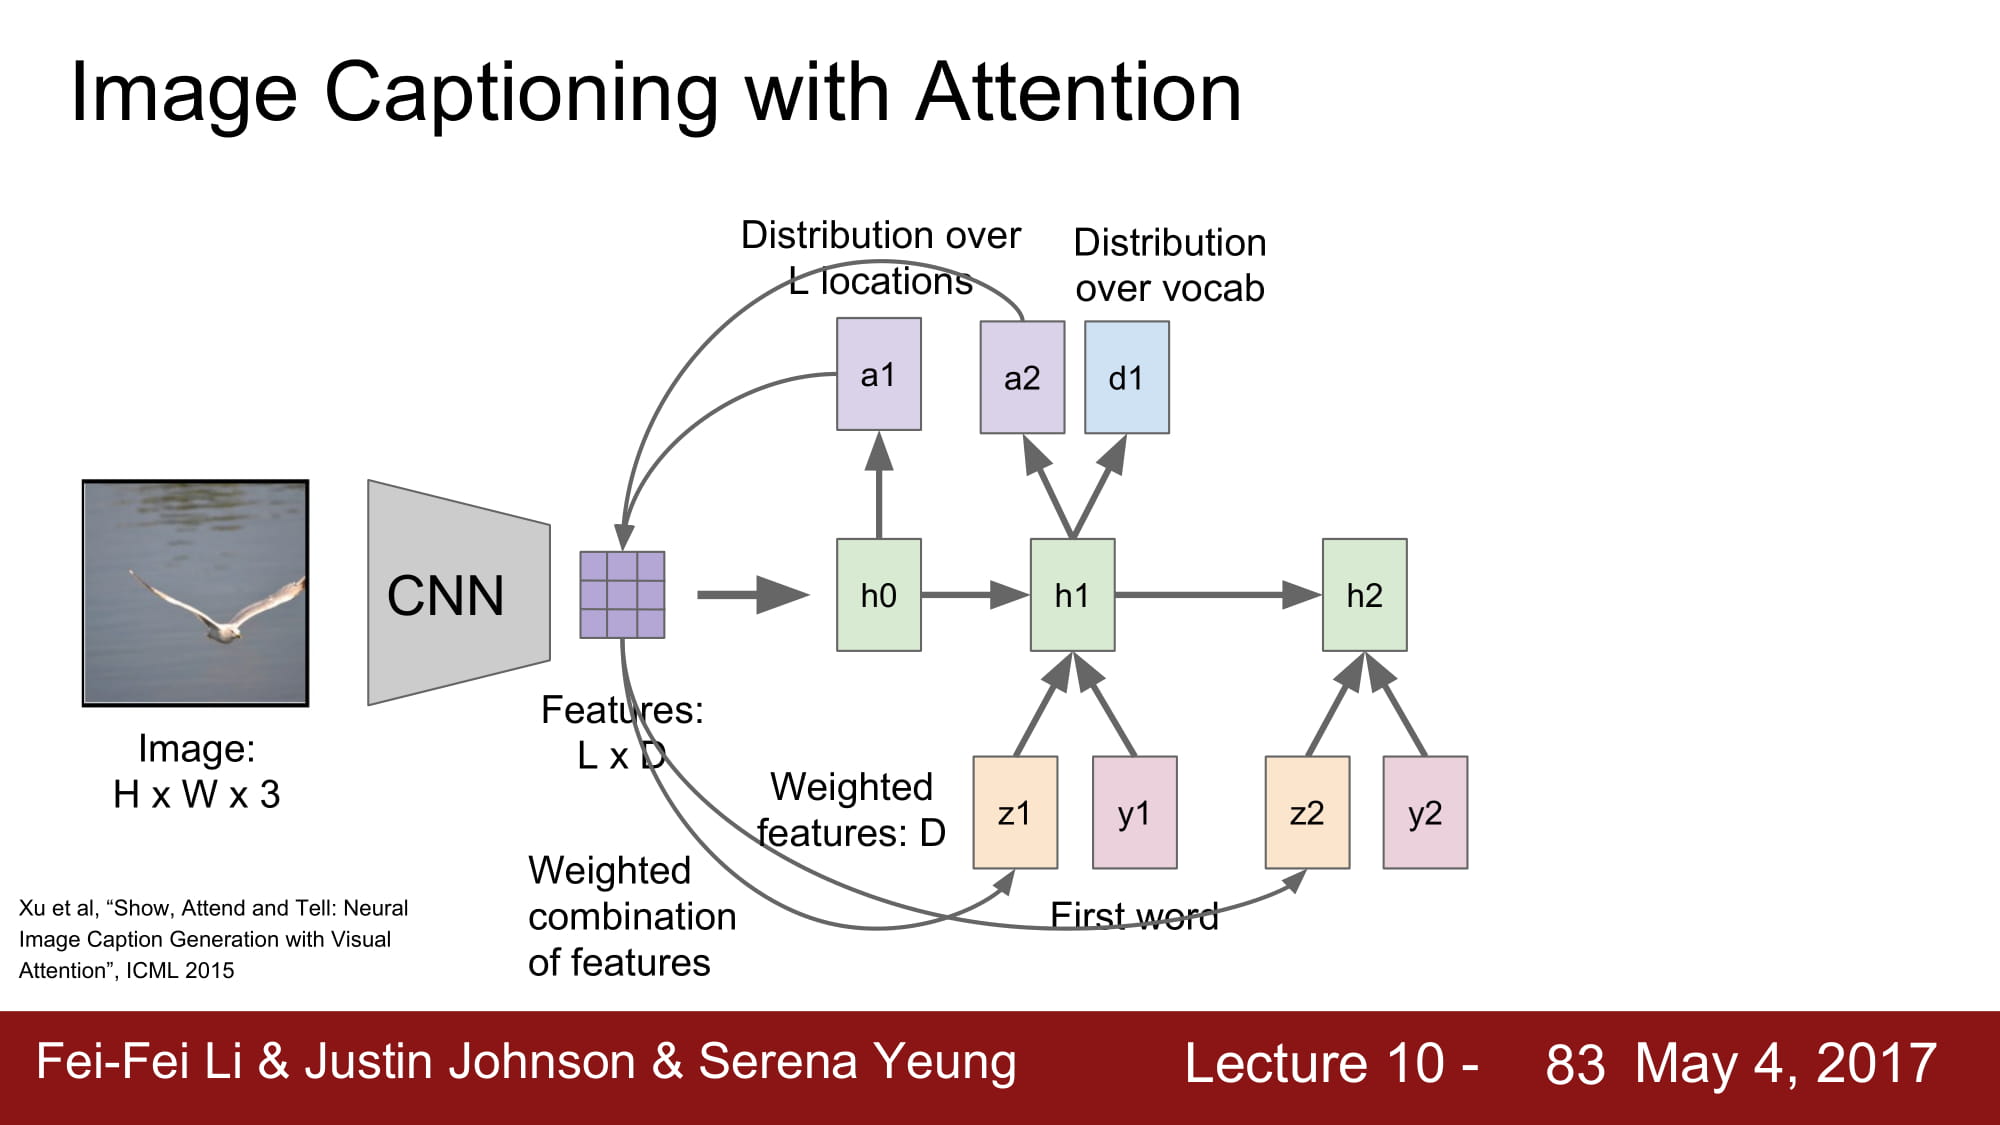 Image Captioning with Attention
Distribution over
L locations
Distribution
over vocab
a1
a2
d1
CNN
h0
h1
h2
Image:
H x W x 3
Features:
L x D
Weighted
features: D
z1
y1
z2
y2
Weighted
combination
of features
First word
Xu et al, “Show, Attend and Tell: Neural
Image Caption Generation with Visual
Attention”, ICML 2015
Fei-Fei Li & Justin Johnson & Serena Yeung
Lecture 10 - 83 May 4, 2017